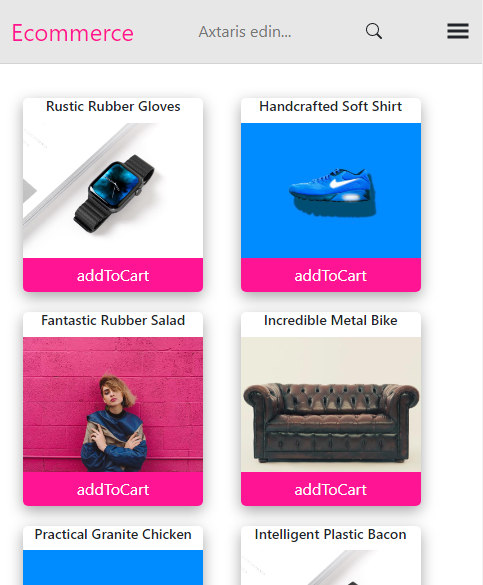 Ecommerce
Axtaris edin...
Rustic Rubber Gloves
Handcrafted Soft Shirt
addToCart
addToCart
Fantastic Rubber Salad
Incredible Metal Bike
addToCart
addToCart
Practical Granite Chicken
Intelligent Plastic Bacon